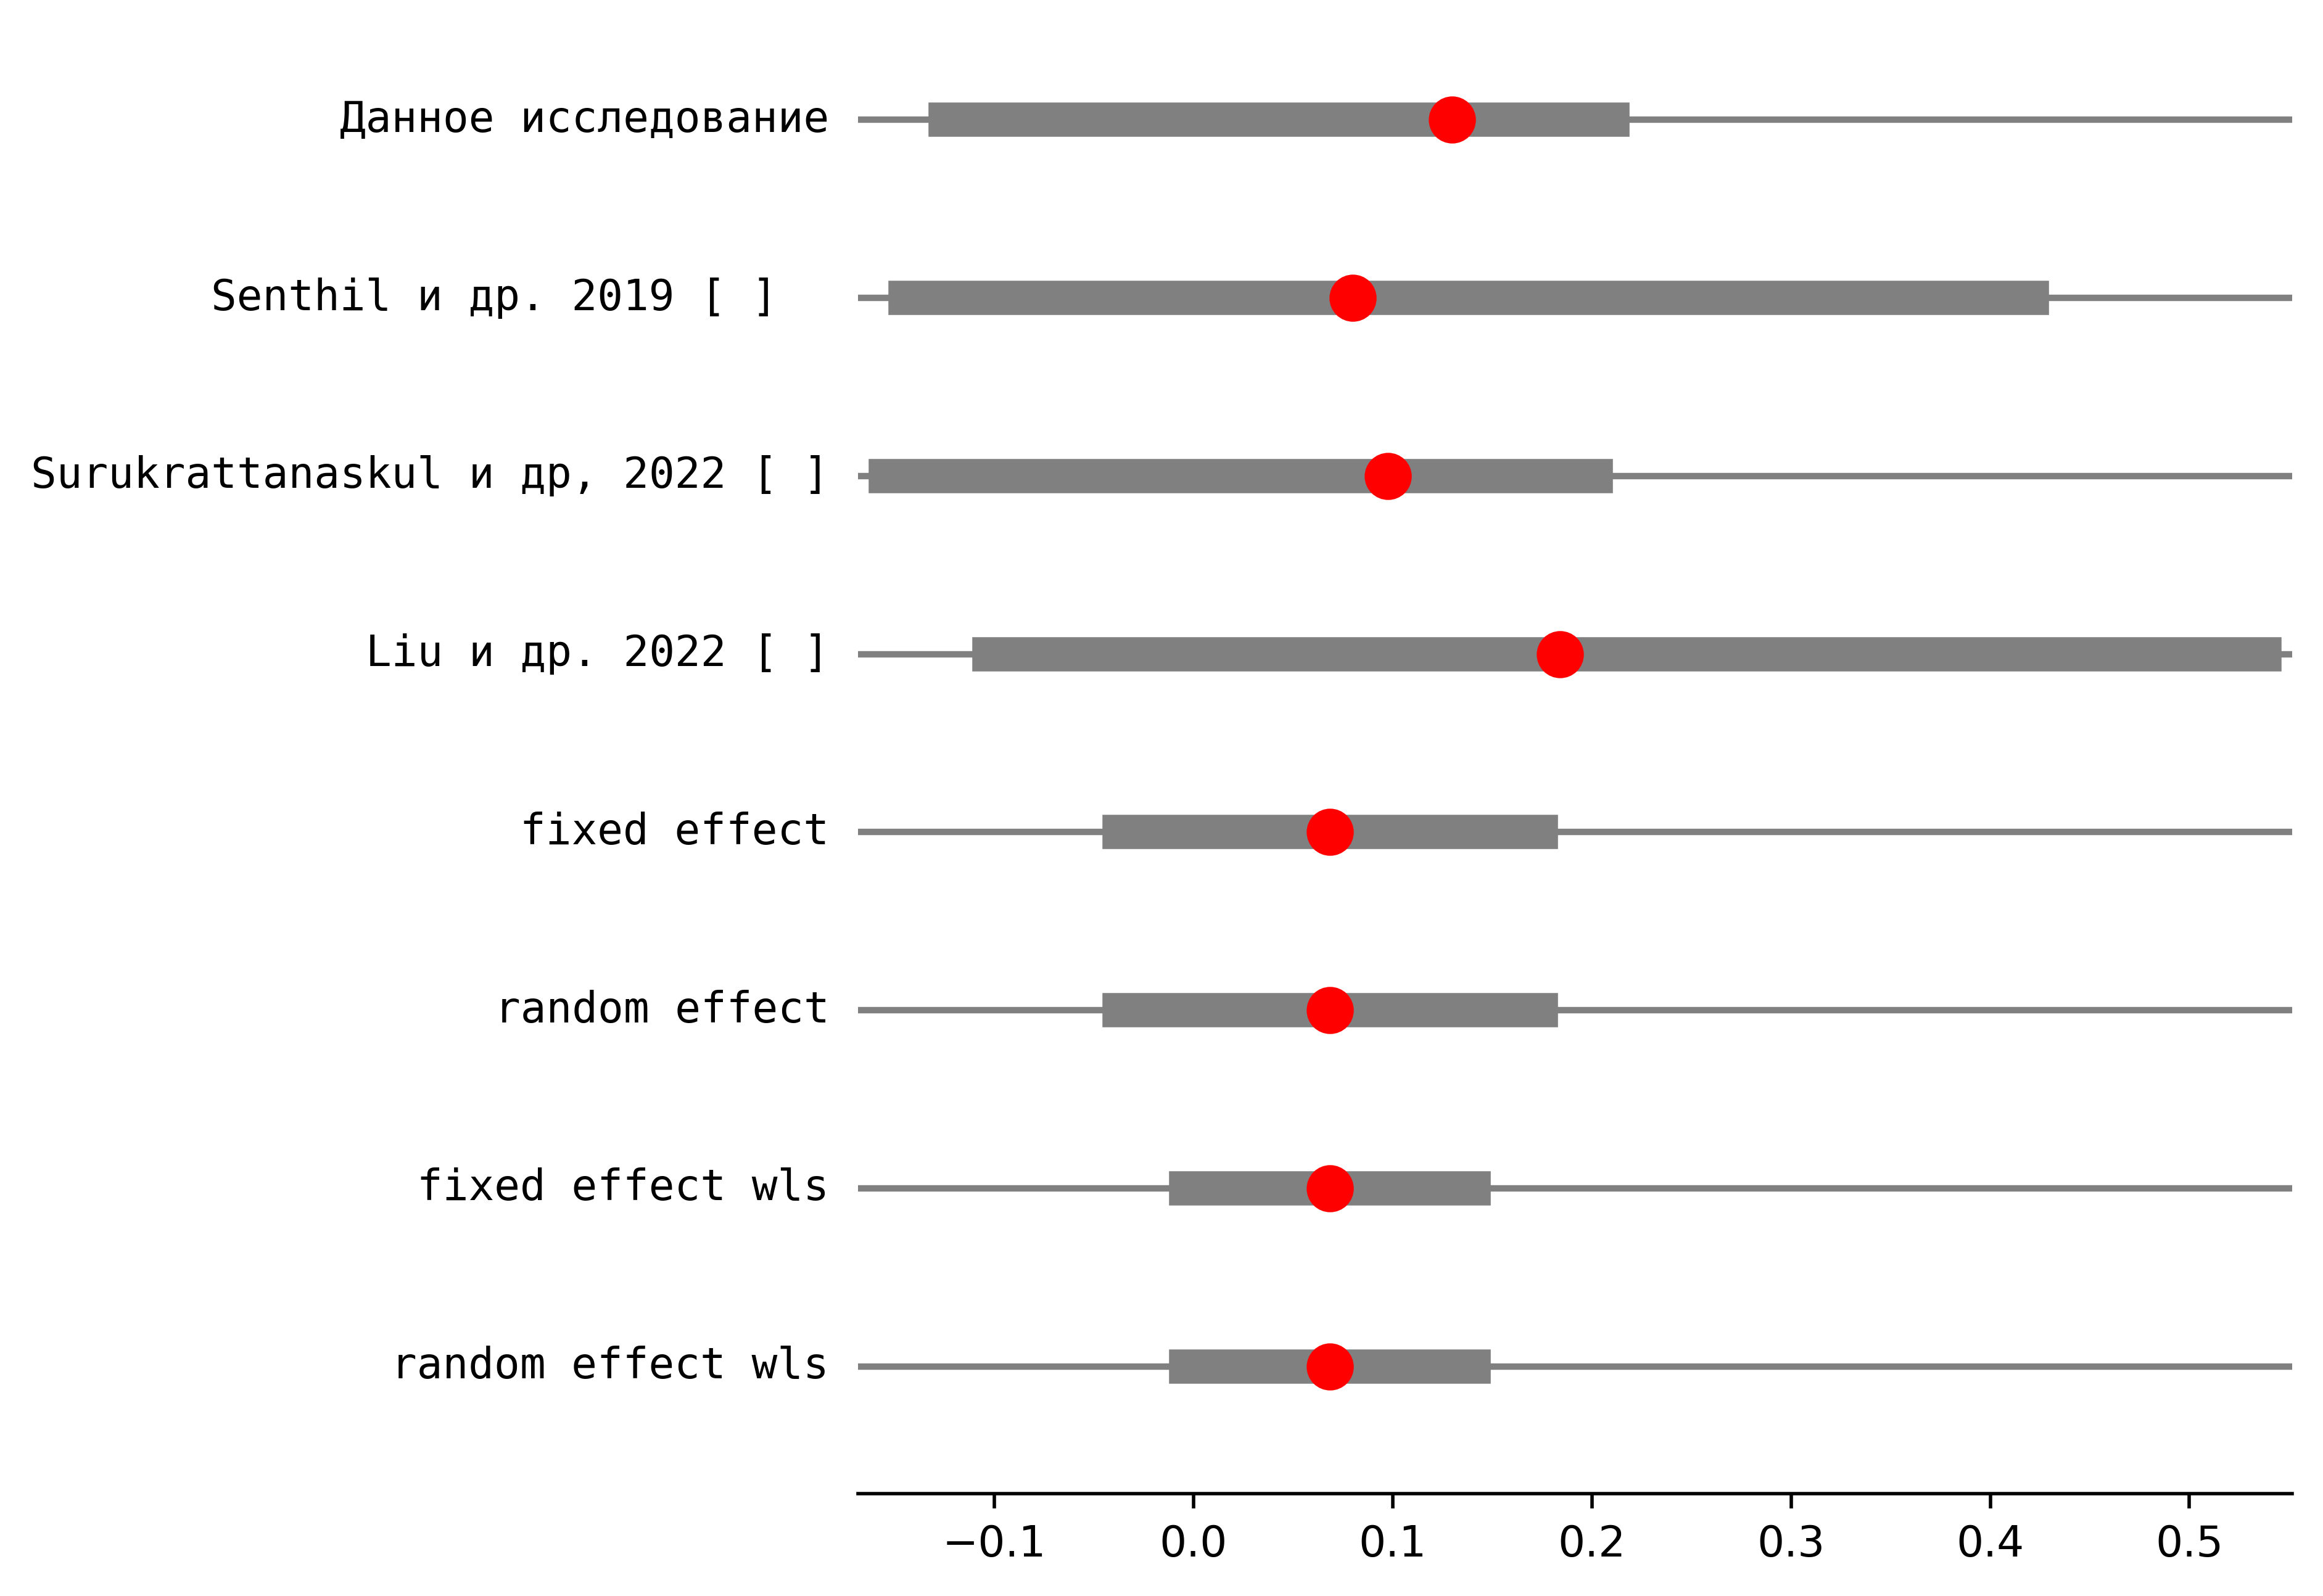 Данное исследование
Senthil и др. 2019 [ ]
Surukrattanaskul и др, 2022 [ ]
Liu и др. 2022 [ ]
fixed effect
random effect
fixed effect wls
random effect wls
−0.1 0.0 0.1 0.2 0.3 0.4 0.5